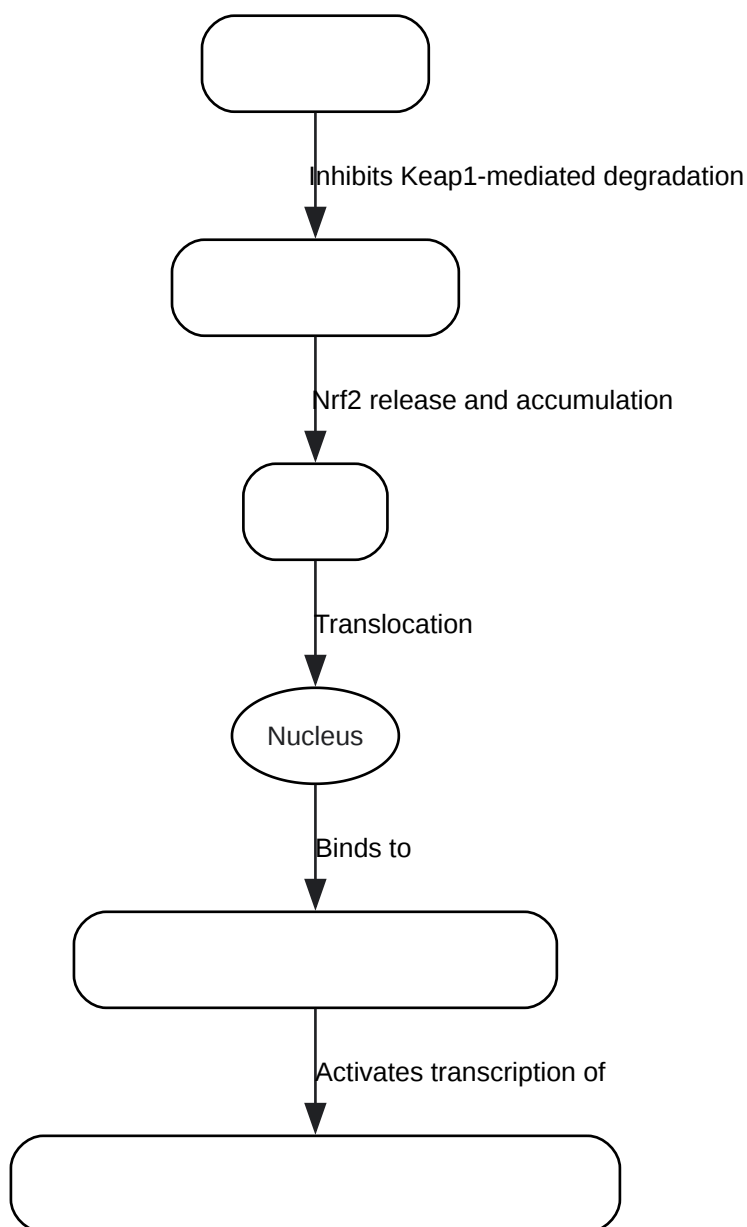 Inhibits Keap1-mediated degradation
Nrf2 release and accumulation
Translocation
Nucleus
Binds to
Activates transcription of